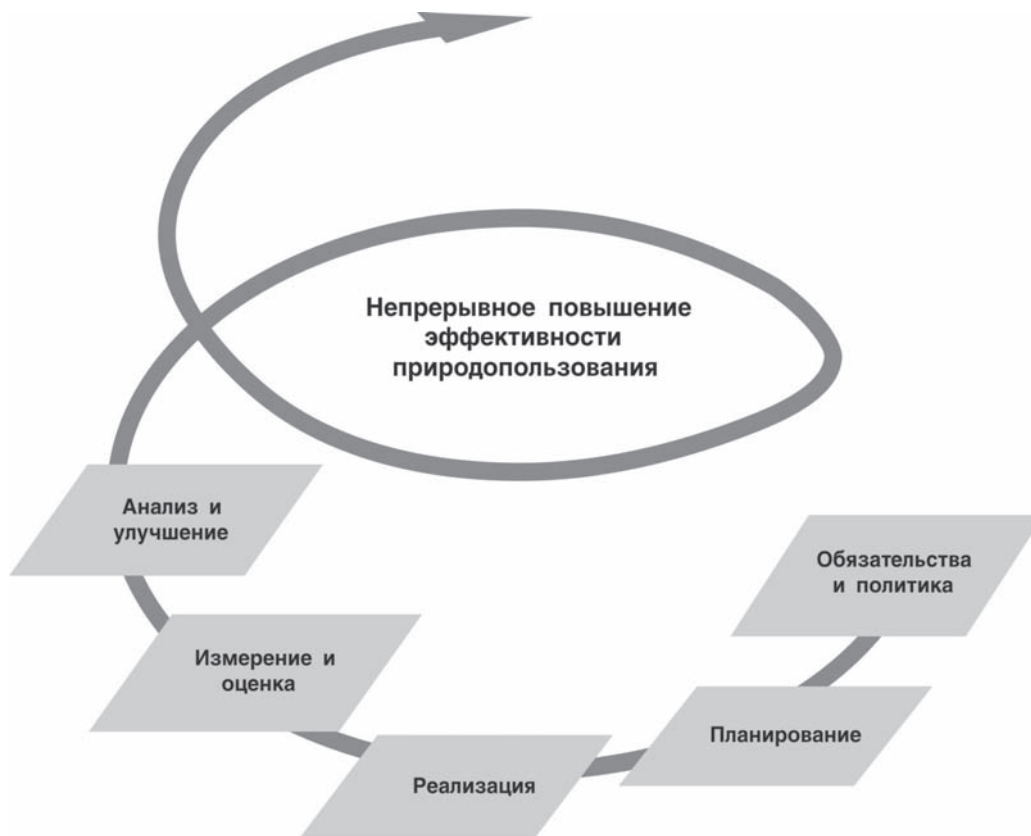 Непрерывное повышение
эффективности
природопользования
Анализ и
улучшение
Обязательства
и политика
Измерение и
оценка
Планирование
Реализация